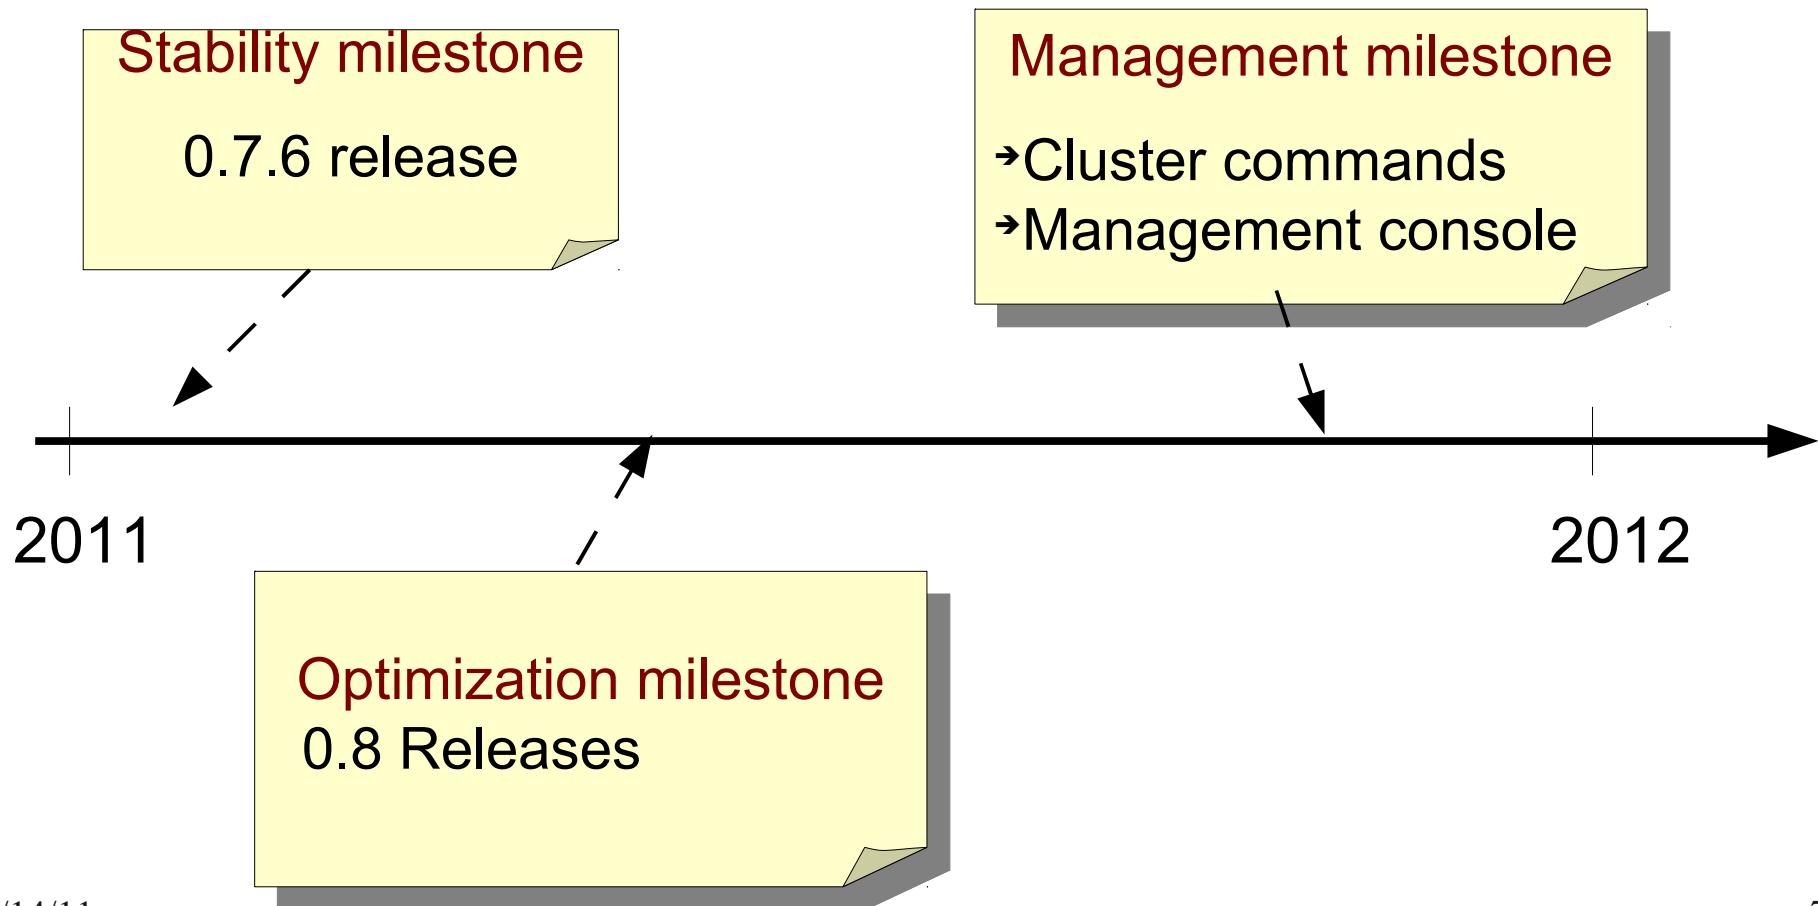 Stability milestone
0.7.6 release
Management milestone
➔Cluster commands
➔Management console
2011
2012
Optimization milestone
0.8 Releases